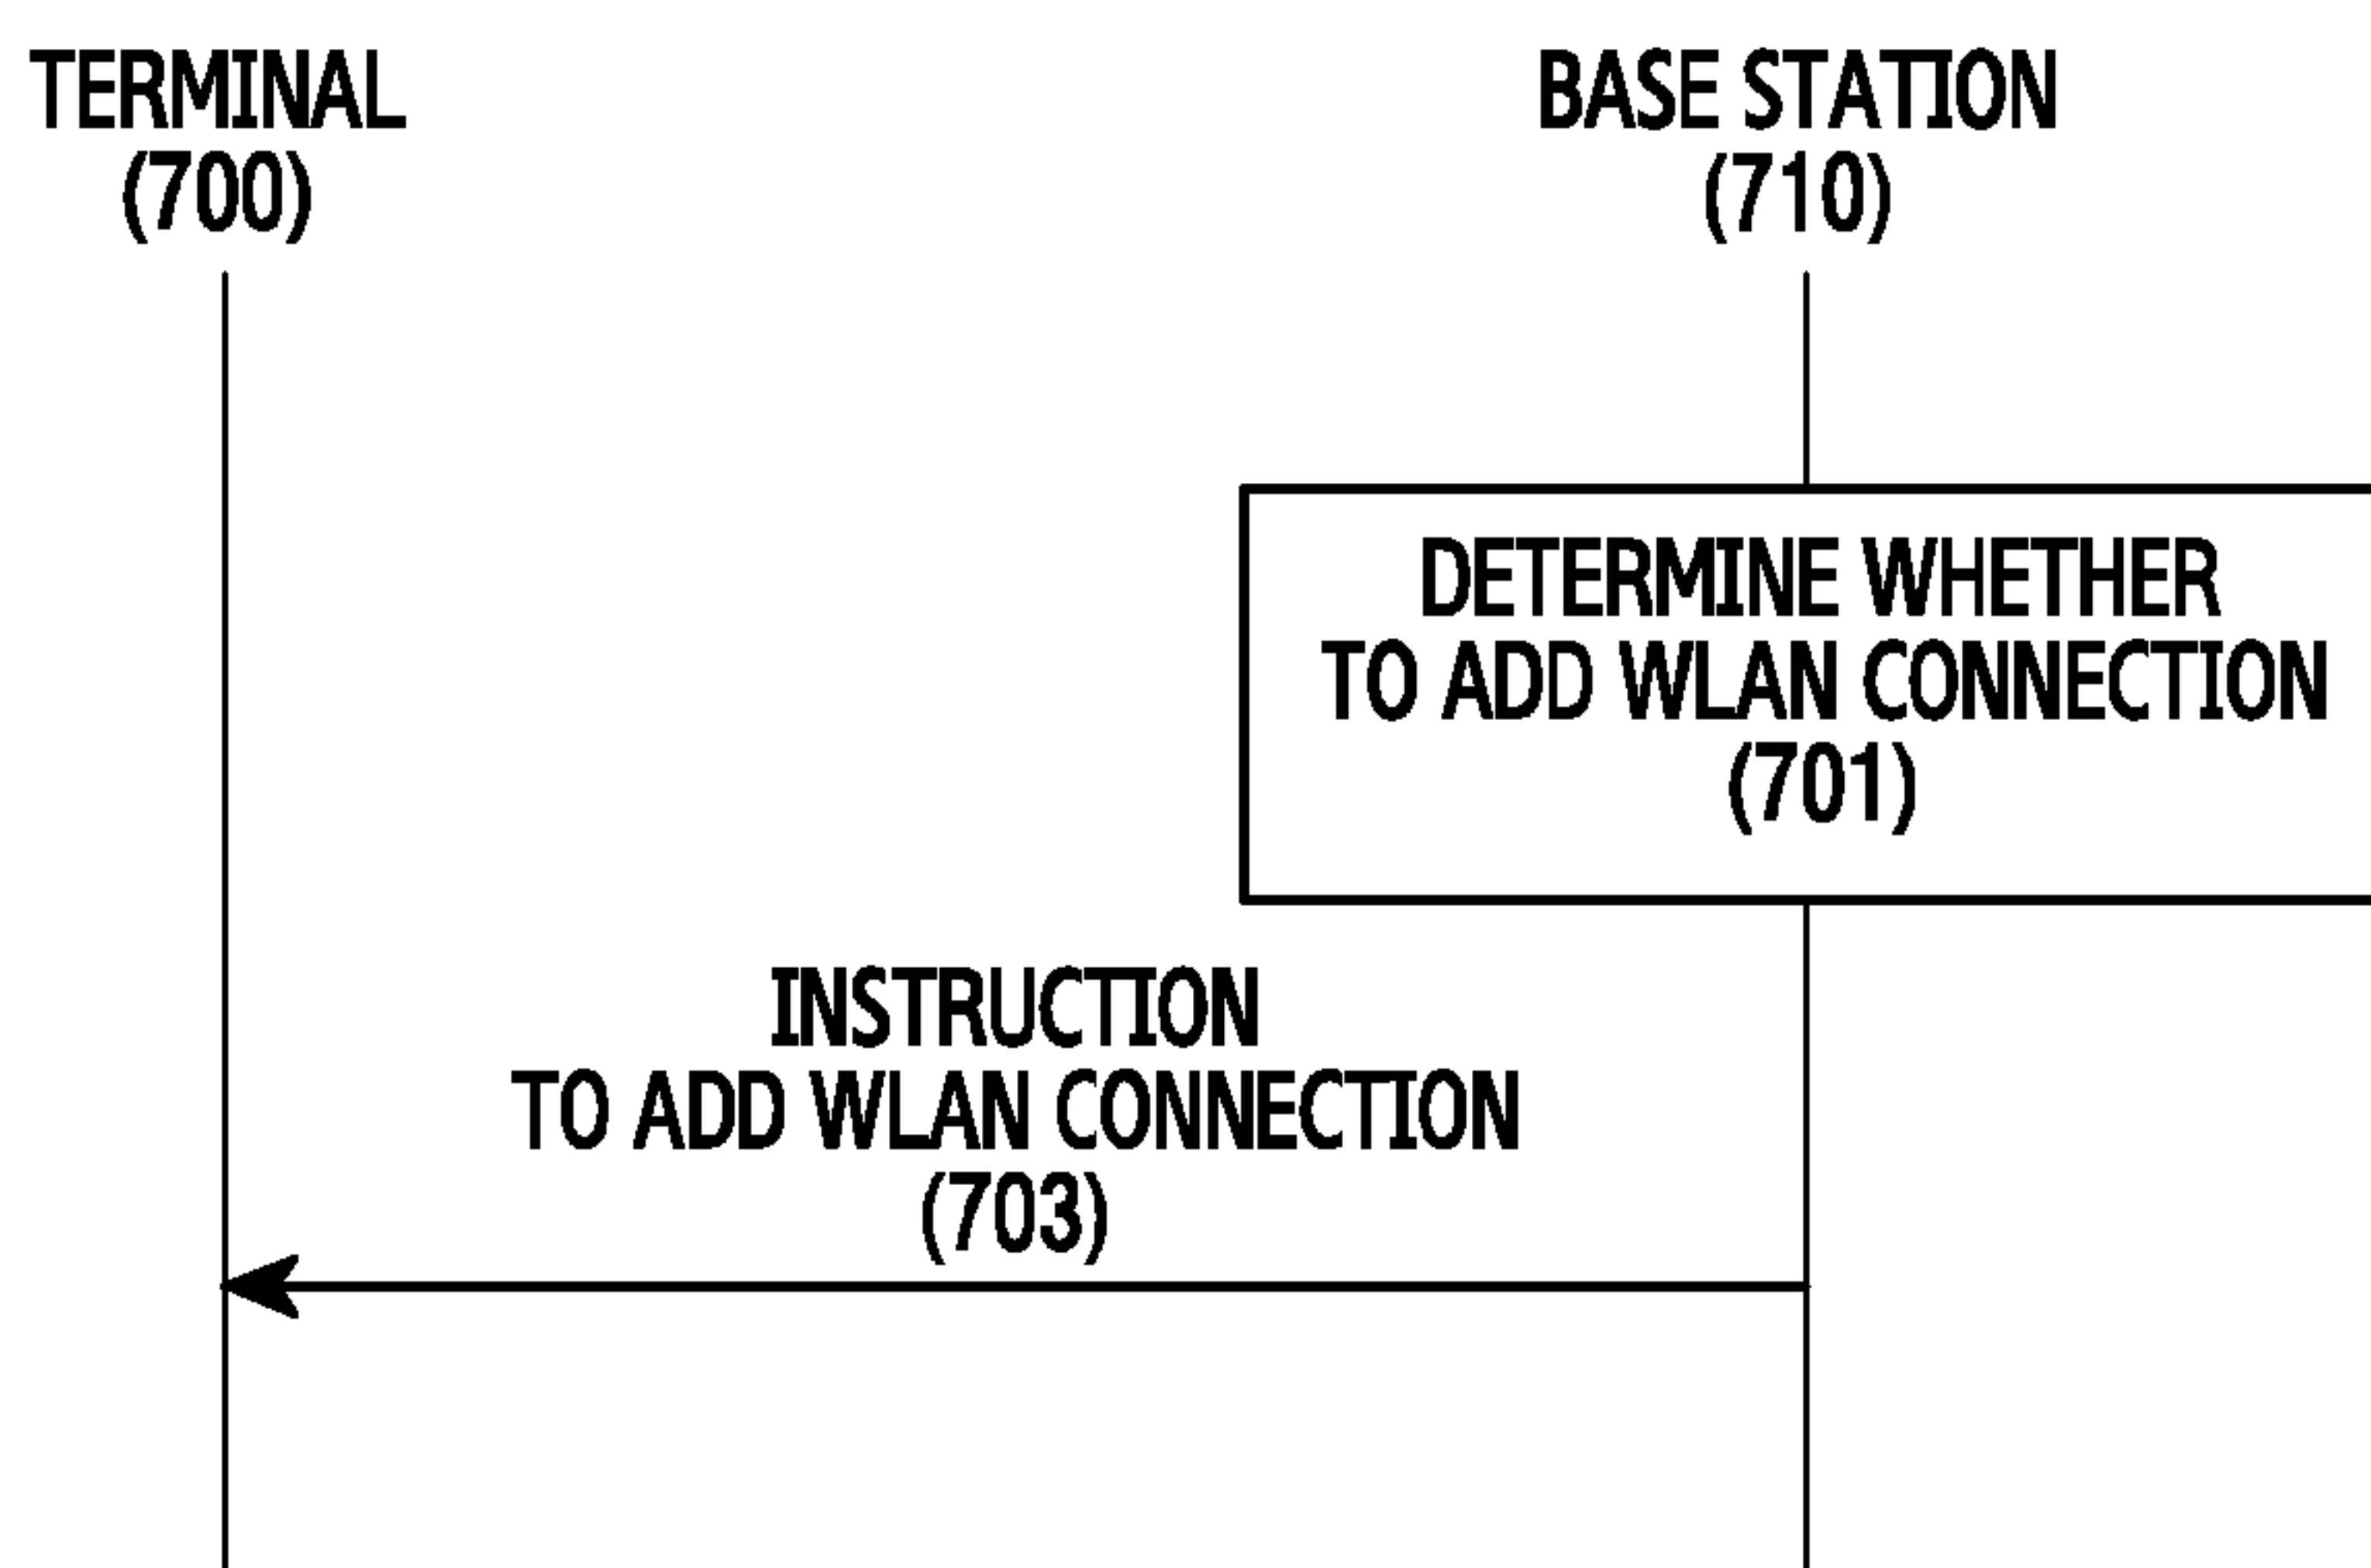 TERMINAL
(700)
BASE STATION
(710)
DETERMINE WHETHER
TO ADD WLAN CONNECTION
(701)
INSTRUCTION
TO ADD WLAN CONNECTION
(703)